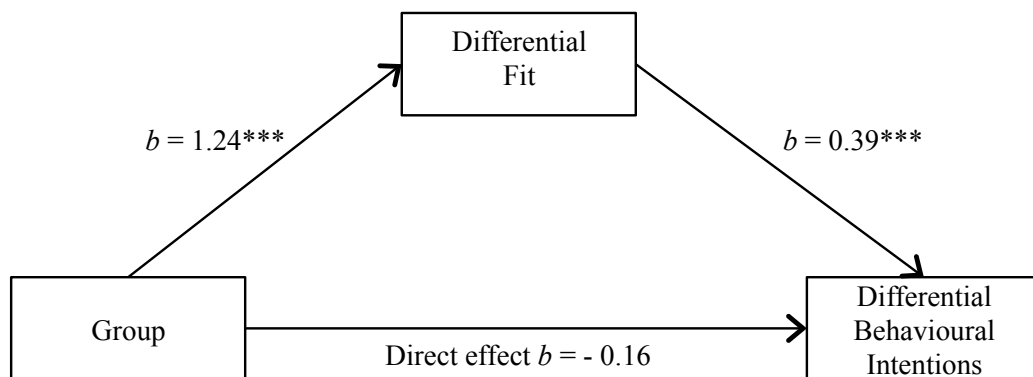 Differential
Fit
b = 1.24***
b = 0.39***
Group
Direct effect b = - 0.16
Differential
Behavioural
Intentions